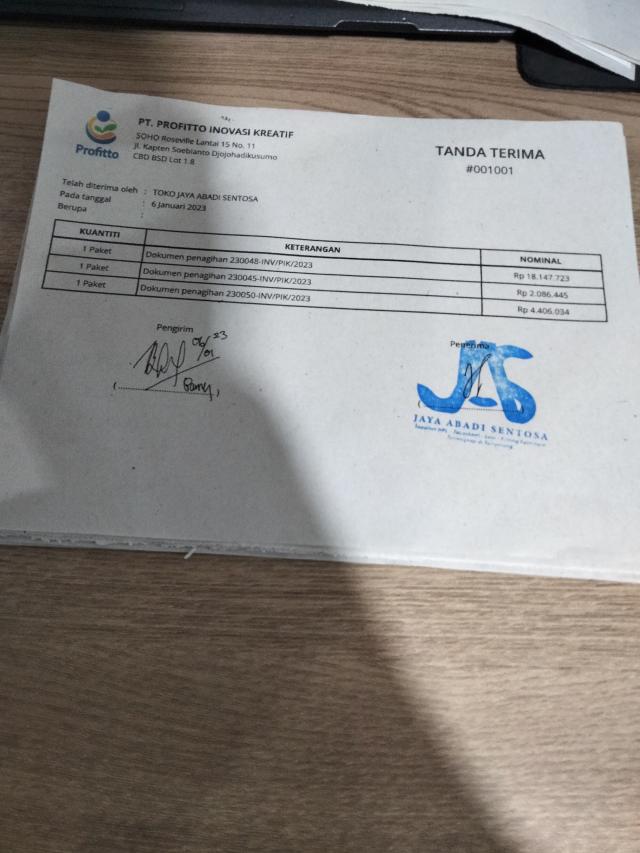 Profitto
PT. PROFITTO INOVASI KREATIF
SOHO Roseville Lantai 15 No. 11
Jl. Kapten Soebianto Djojohadikusumo
CBD BSD Lot 1.8
TANDA TERIMA
#001001
Telah diterima oleh : TOKO JAYA ABADI SENTOSA
Pada tanggal : 6 Januari 2023
Berupa :
KUANTITI KETERANGAN NOMINAL
1 Paket Dokumen penagihan 230048-INV/PIK/2023 Rp 18.147.723
1 Paket Dokumen penagihan 230045-INV/PIK/2023 Rp 2.086.445
1 Paket Dokumen penagihan 230050-INV/PIK/2023 Rp 4.406.034
Pengirim
06/01 23
Penerima
JAS
JAYA ABADI SENTOSA